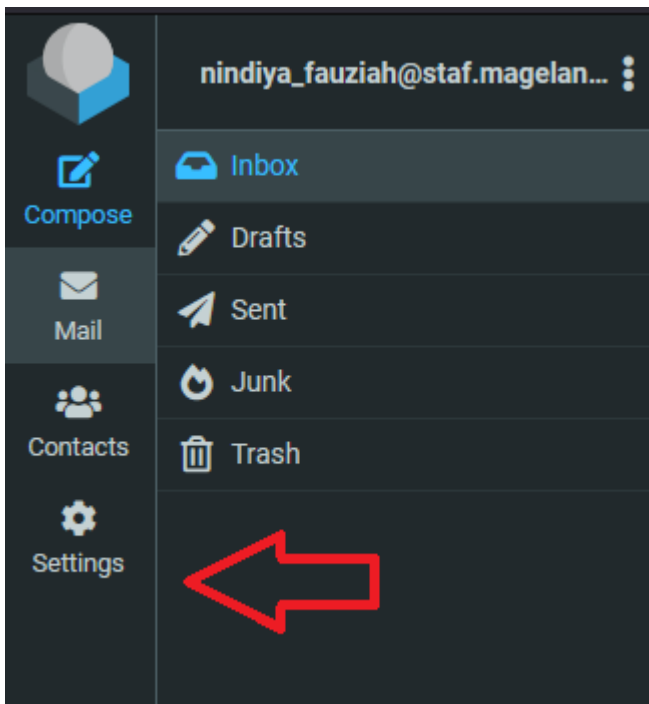 nindiya_fauziah@staf.magelan...
Compose
Mail
Contacts
Settings
Inbox
Drafts
Sent
Junk
Trash